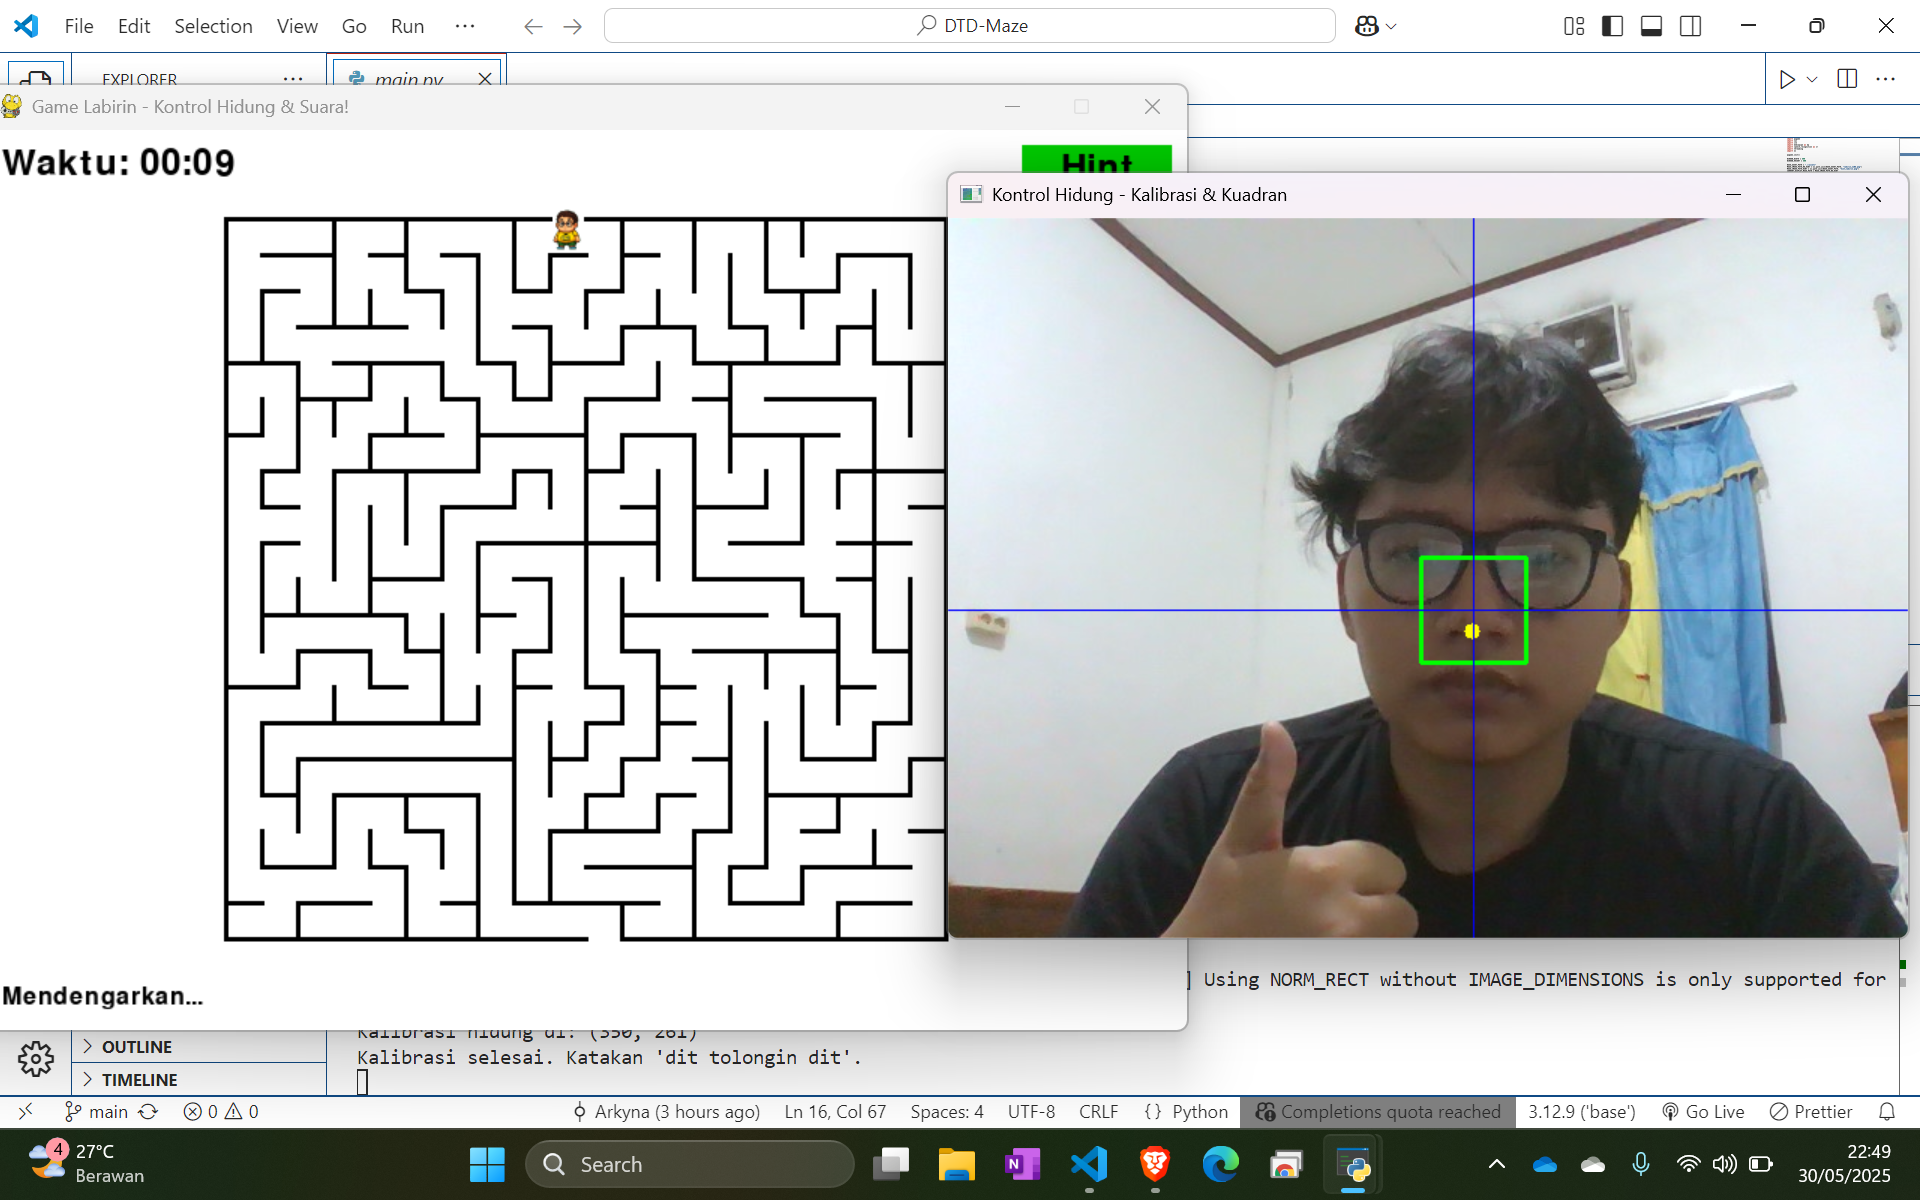 File Edit Selection View Go Run ··· DTD-Maze
EXPLORER ··· main.py
Game Labirin - Kontrol Hidung & Suara!
Waktu: 00:09
Hint
Kontrol Hidung - Kalibrasi & Kuadran
Mendengarkan...
] Using NORM_RECT without IMAGE_DIMENSIONS is only supported for
Kalibrasi hidung di: (350, 261)
Kalibrasi selesai. Katakan 'dit tolongin dit'.
OUTLINE
TIMELINE
main 0 0 Arkyna (3 hours ago) Ln 16, Col 67 Spaces: 4 UTF-8 CRLF {} Python Completions quota reached 3.12.9 ('base') Go Live Prettier
4
27°C
Berawan
Search
22:49
30/05/2025